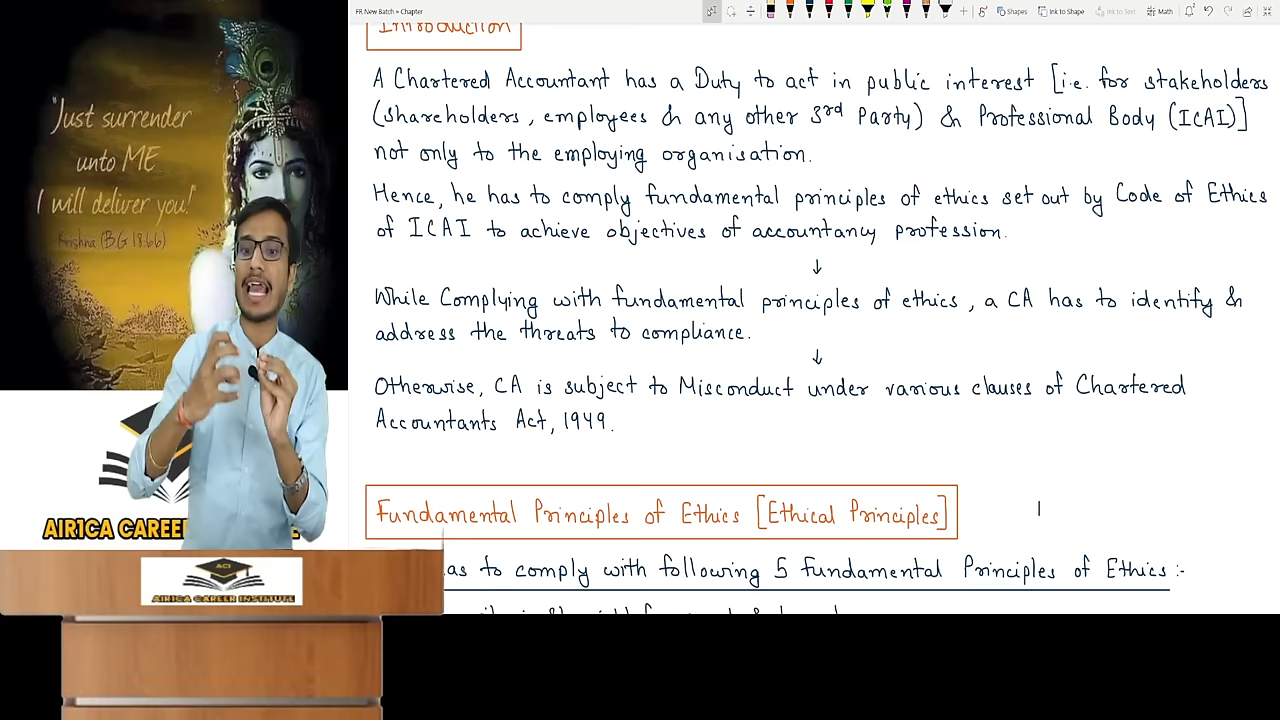 FR New Batch » Chapter
Shapes
Ink to Shape
Ink to Text
Math
Introduction
A Chartered Accountant has a Duty to act in public interest [i.e. for stakeholders
(shareholders, employees & any other 3rd Party) & Professional Body (ICAI)]
not only to the employing organisation.
Hence, he has to comply fundamental principles of ethics set out by Code of Ethics
of ICAI to achieve objectives of accountancy profession.
↓
While Complying with fundamental principles of ethics, a CA has to identify &
address the threats to compliance.
↓
Otherwise, CA is subject to Misconduct under various clauses of Chartered
Accountants Act, 1949.
Fundamental Principles of Ethics [Ethical Principles]
as to comply with following 5 Fundamental Principles of Ethics :-
"Just surrender
unto ME
I will deliver you!"
Krishna (B.G 18:66)
AIR1CA CAREER
ACI
AIR1CA CAREER INSTITUTE